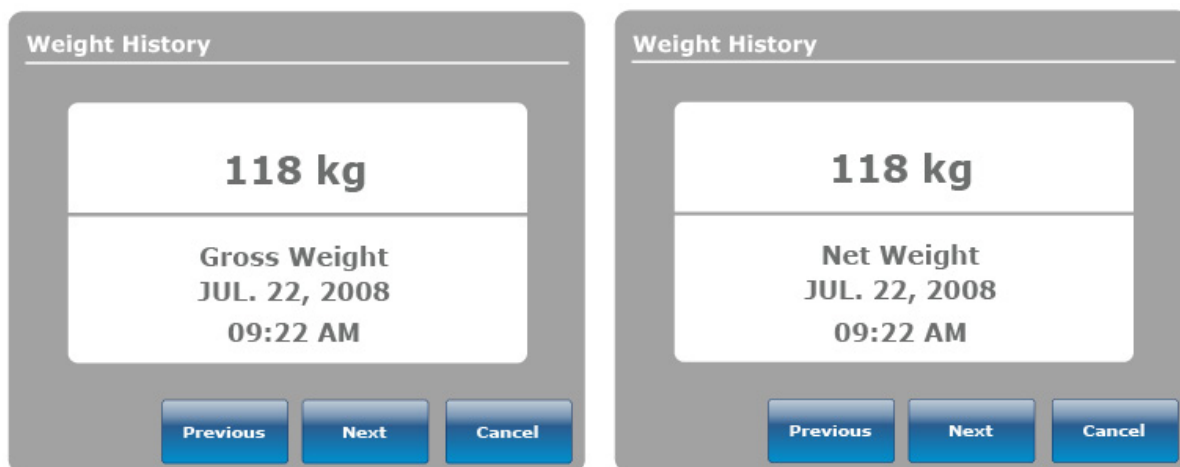 Weight History
118 kg
Gross Weight
JUL. 22, 2008
09:22 AM
Previous Next Cancel
Weight History
118 kg
Net Weight
JUL. 22, 2008
09:22 AM
Previous Next Cancel